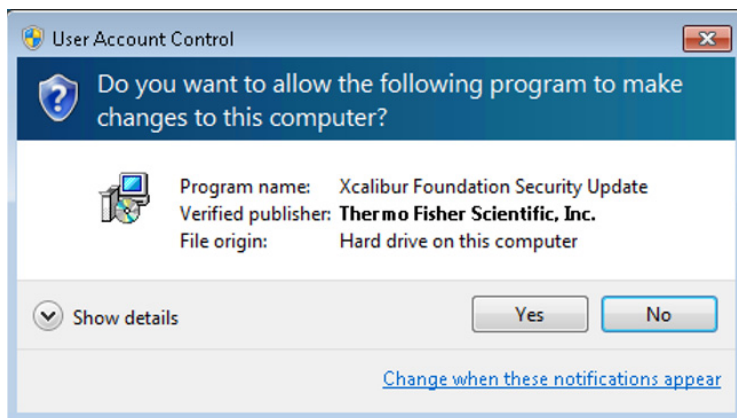 User Account Control
Do you want to allow the following program to make
changes to this computer?
Program name: Xcalibur Foundation Security Update
Verified publisher: Thermo Fisher Scientific, Inc.
File origin: Hard drive on this computer
Show details
Yes No
Change when these notifications appear